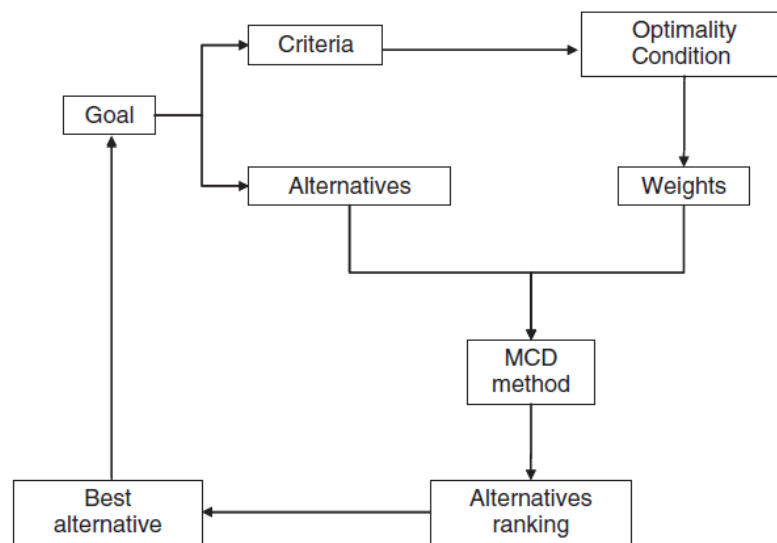 Criteria
Optimality
Condition
Goal
Alternatives
Weights
MCD
method
Best
alternative
Alternatives
ranking